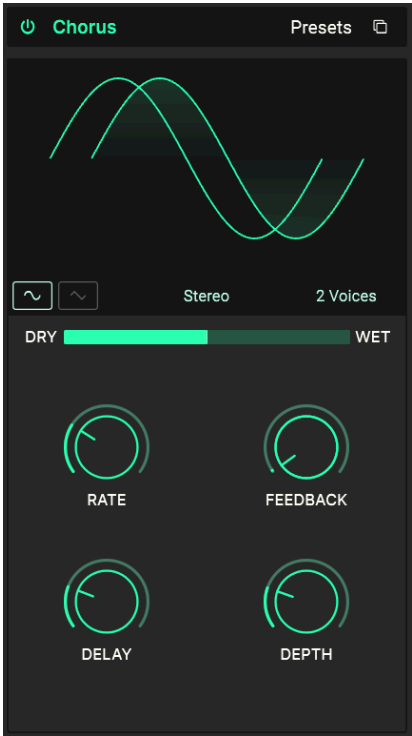 Chorus Presets
Stereo 2 Voices
DRY WET
RATE FEEDBACK
DELAY DEPTH